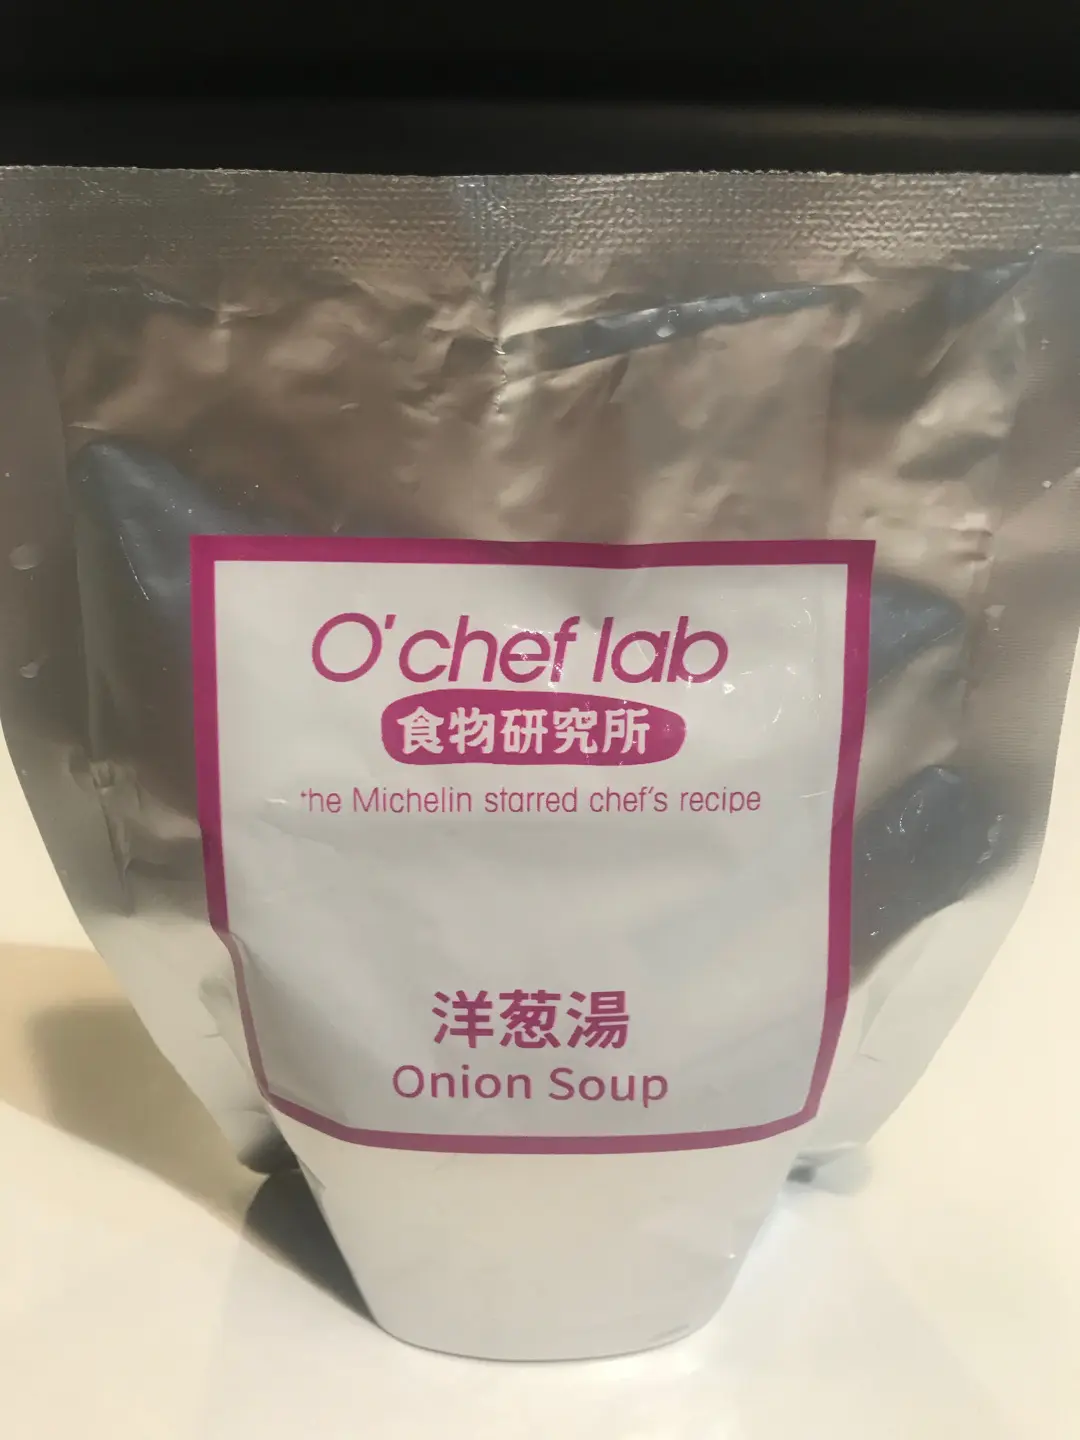 O'chef lab
食物研究所
the Michelin starred chef's recipe
洋葱湯
Onion Soup